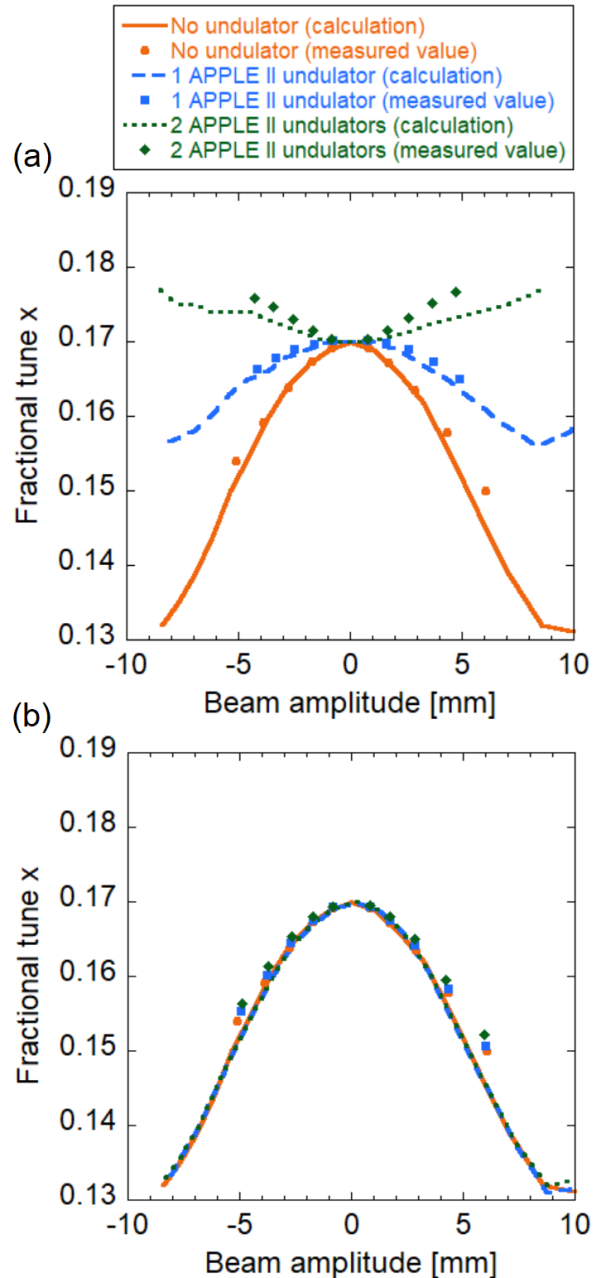 No undulator (calculation)
No undulator (measured value)
1 APPLE II undulator (calculation)
1 APPLE II undulator (measured value)
2 APPLE II undulators (calculation)
2 APPLE II undulators (measured value)
(a)
0.19
0.18
0.17
0.16
0.15
0.14
0.13
Fractional tune x
-10 -5 0 5 10
Beam amplitude [mm]
(b)
0.19
0.18
0.17
0.16
0.15
0.14
0.13
Fractional tune x
-10 -5 0 5 10
Beam amplitude [mm]